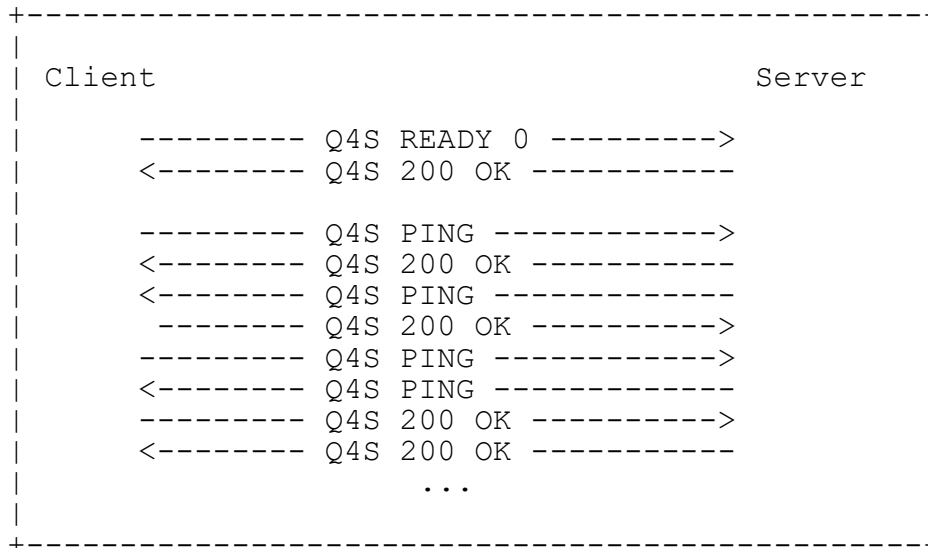 +------------------------------------------------
|
| Client                                Server
|
|      --------- Q4S READY 0 --------->
|      <-------- Q4S 200 OK -----------
|
|      --------- Q4S PING ------------>
|      <-------- Q4S 200 OK -----------
|      <-------- Q4S PING -------------
|       -------- Q4S 200 OK ---------->
|      --------- Q4S PING ------------>
|      <-------- Q4S PING -------------
|      --------- Q4S 200 OK ---------->
|      <-------- Q4S 200 OK -----------
|                     ...
|
+------------------------------------------------